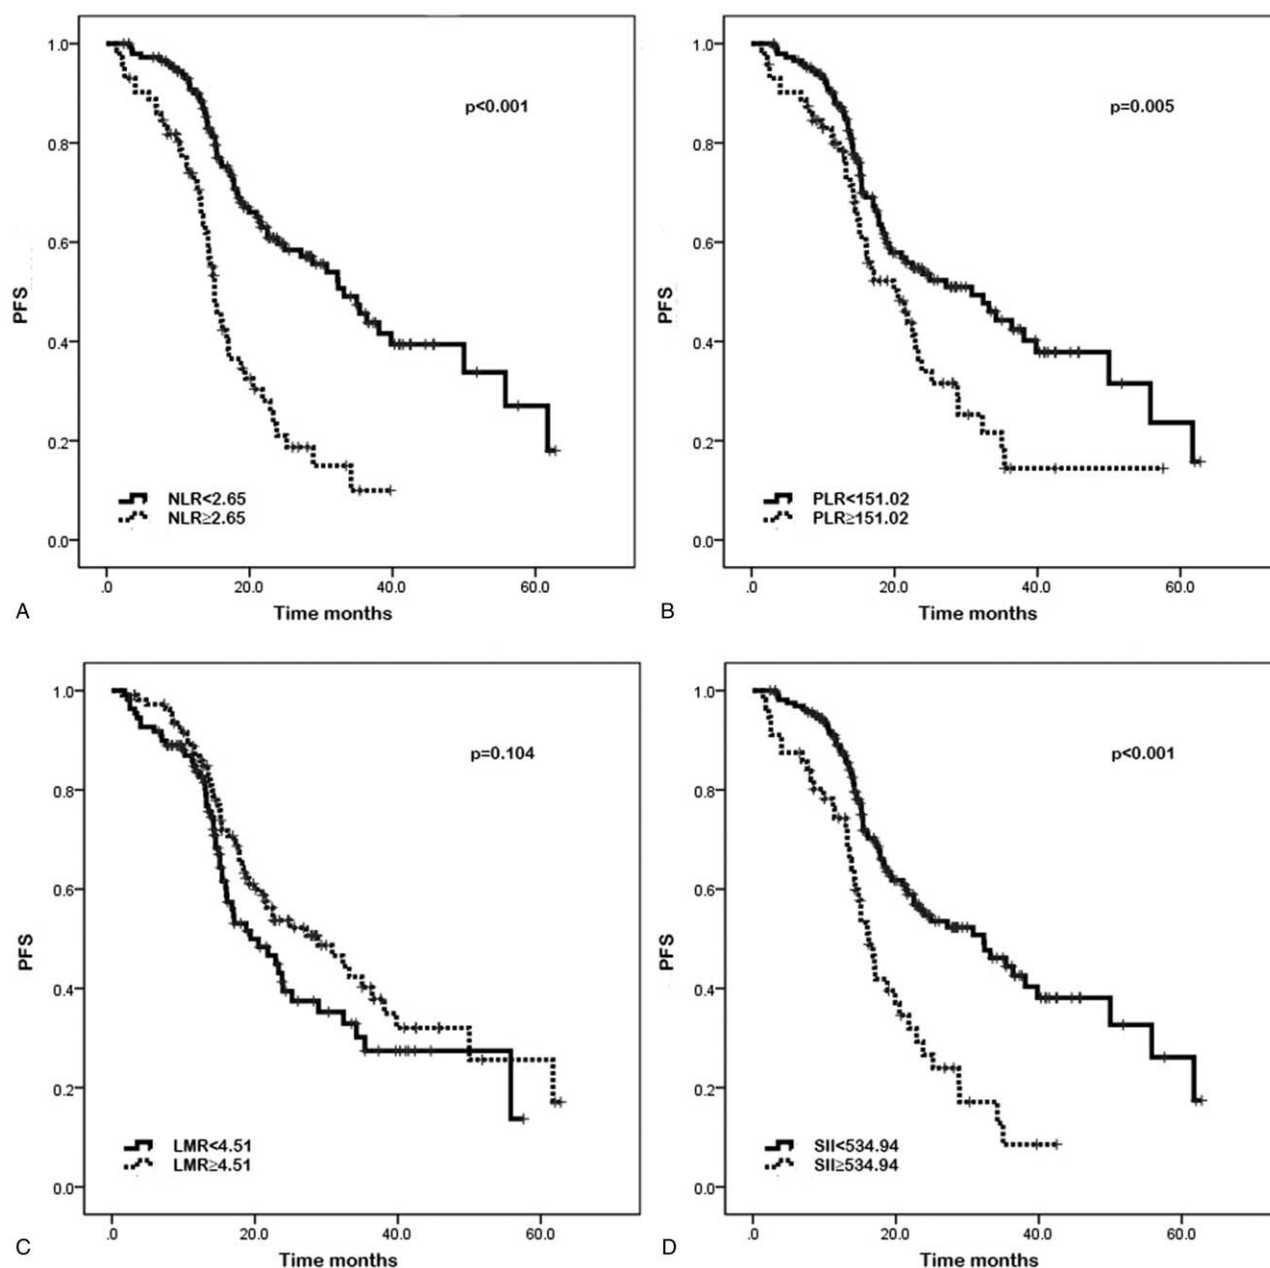 1.0
0.8
0.6
0.4
0.2
0.0
PFS
p<0.001
NLR<2.65
NLR≥2.65
.0 20.0 40.0 60.0
Time months
A
1.0
0.8
0.6
0.4
0.2
0.0
PFS
p=0.005
PLR<151.02
PLR≥151.02
.0 20.0 40.0 60.0
Time months
B
1.0
0.8
0.6
0.4
0.2
0.0
PFS
p=0.104
LMR<4.51
LMR≥4.51
.0 20.0 40.0 60.0
Time months
C
1.0
0.8
0.6
0.4
0.2
0.0
PFS
p<0.001
SII<534.94
SII≥534.94
.0 20.0 40.0 60.0
Time months
D